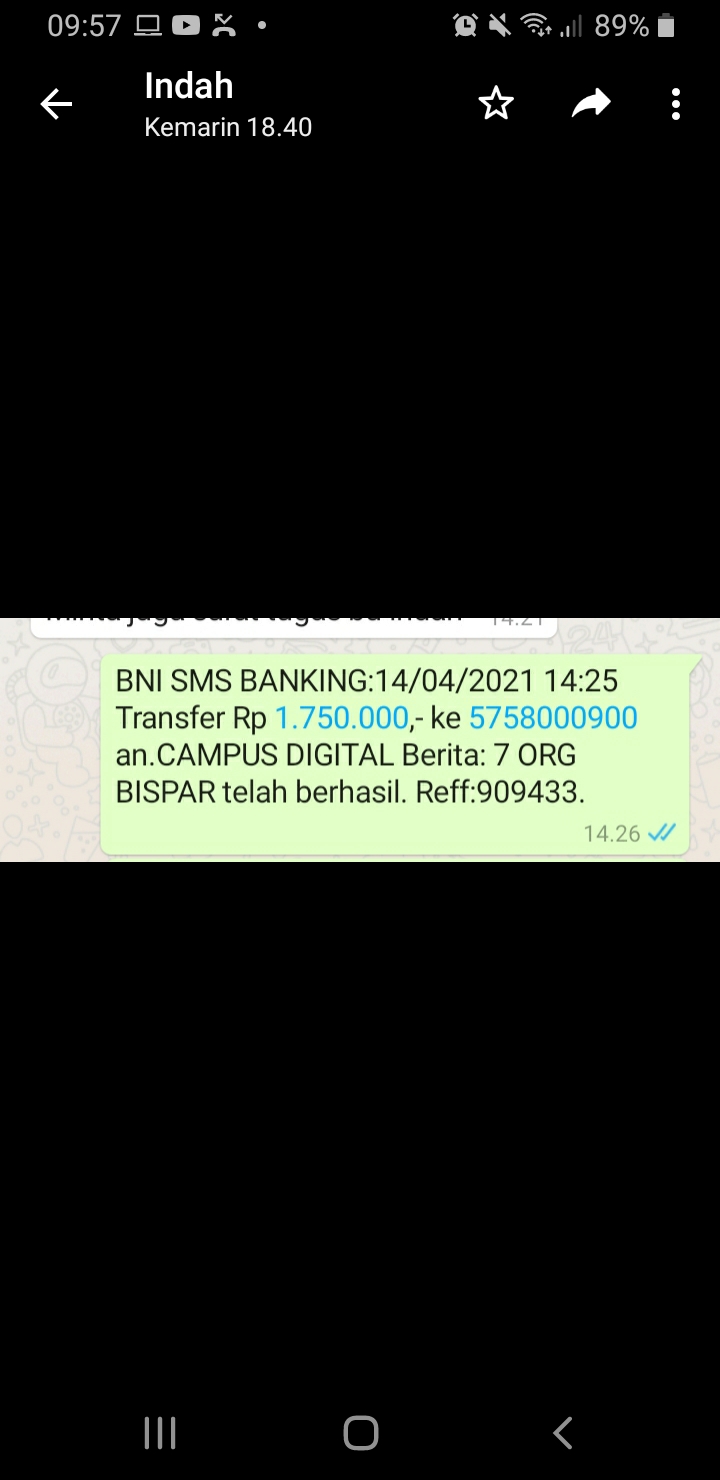 09:57 89%
Indah
Kemarin 18.40
14.21
BNI SMS BANKING:14/04/2021 14:25
Transfer Rp 1.750.000,- ke 5758000900
an.CAMPUS DIGITAL Berita: 7 ORG
BISPAR telah berhasil. Reff:909433.
14.26